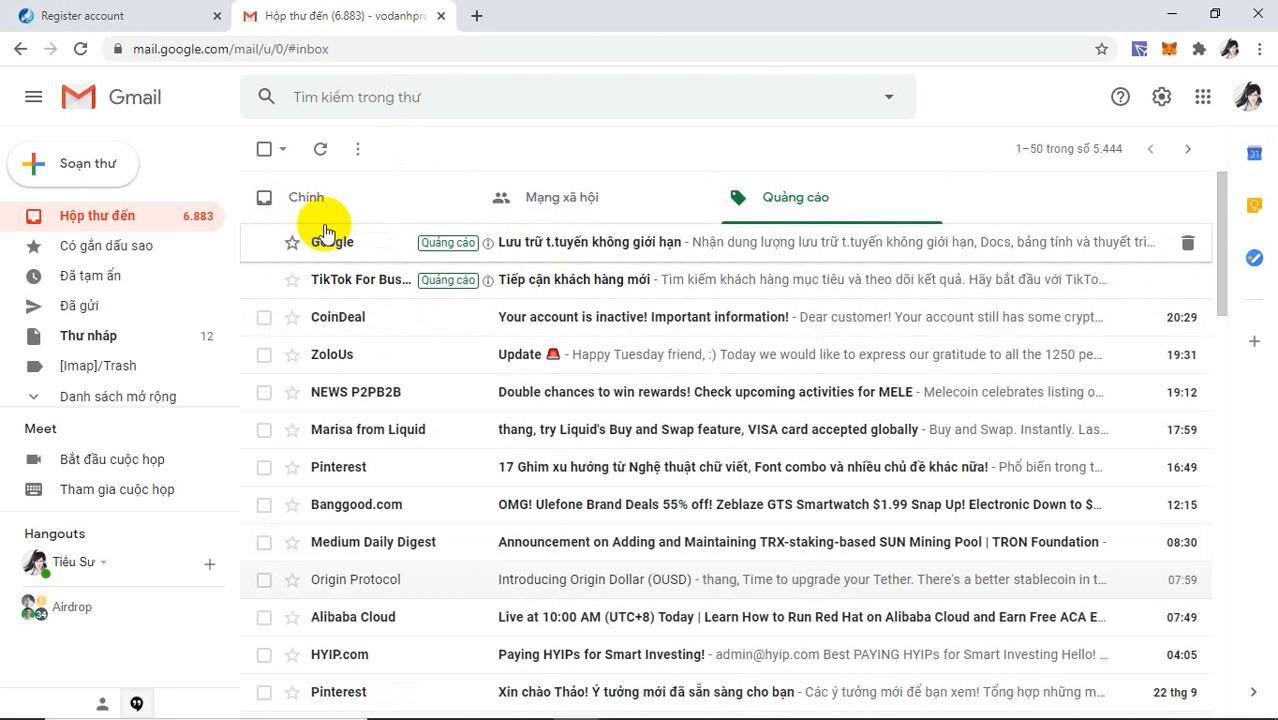 Register account
Hộp thư đến (6.883) - vodanhpro
mail.google.com/mail/u/0/#inbox
Gmail
Tìm kiếm trong thư
Soạn thư
1–50 trong số 5.444
Chính
Mạng xã hội
Quảng cáo
Hộp thư đến 6.883
Có gắn dấu sao
Đã tạm ẩn
Đã gửi
Thư nháp 12
[Imap]/Trash
Danh sách mở rộng
Meet
Bắt đầu cuộc họp
Tham gia cuộc họp
Hangouts
Tiêu Sư
Airdrop
34
Google Quảng cáo Lưu trữ t.tuyến không giới hạn - Nhận dung lượng lưu trữ t.tuyến không giới hạn, Docs, bảng tính và thuyết trì...
TikTok For Bus... Quảng cáo Tiếp cận khách hàng mới - Tìm kiếm khách hàng mục tiêu và theo dõi kết quả. Hãy bắt đầu với TikTo...
CoinDeal Your account is inactive! Important information! - Dear customer! Your account still has some crypt... 20:29
ZoloUs Update 🚨 - Happy Tuesday friend, :) Today we would like to express our gratitude to all the 1250 pe... 19:31
NEWS P2PB2B Double chances to win rewards! Check upcoming activities for MELE - Melecoin celebrates listing o... 19:12
Marisa from Liquid thang, try Liquid's Buy and Swap feature, VISA card accepted globally - Buy and Swap. Instantly. Las... 17:59
Pinterest 17 Ghim xu hướng từ Nghệ thuật chữ viết, Font combo và nhiều chủ đề khác nữa! - Phổ biến trong t... 16:49
Banggood.com OMG! Ulefone Brand Deals 55% off! Zeblaze GTS Smartwatch $1.99 Snap Up! Electronic Down to $... 12:15
Medium Daily Digest Announcement on Adding and Maintaining TRX-staking-based SUN Mining Pool | TRON Foundation - 08:30
Origin Protocol Introducing Origin Dollar (OUSD) - thang, Time to upgrade your Tether. There's a better stablecoin in t... 07:59
Alibaba Cloud Live at 10:00 AM (UTC+8) Today | Learn How to Run Red Hat on Alibaba Cloud and Earn Free ACA E... 07:49
HYIP.com Paying HYIPs for Smart Investing! - admin@hyip.com Best PAYING HYIPs for Smart Investing Hello! ... 04:05
Pinterest Xin chào Thảo! Ý tưởng mới đã sẵn sàng cho bạn - Các ý tưởng mới để bạn xem! Tổng hợp những m... 22 thg 9
31